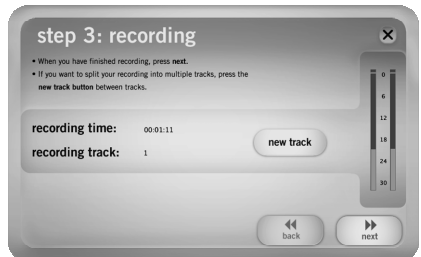 step 3: recording
• When you have finished recording, press next.
• If you want to split your recording into multiple tracks, press the
new track button between tracks.
0
6
12
18
24
30
recording time: 00:01:11
recording track: 1
new track
back
next